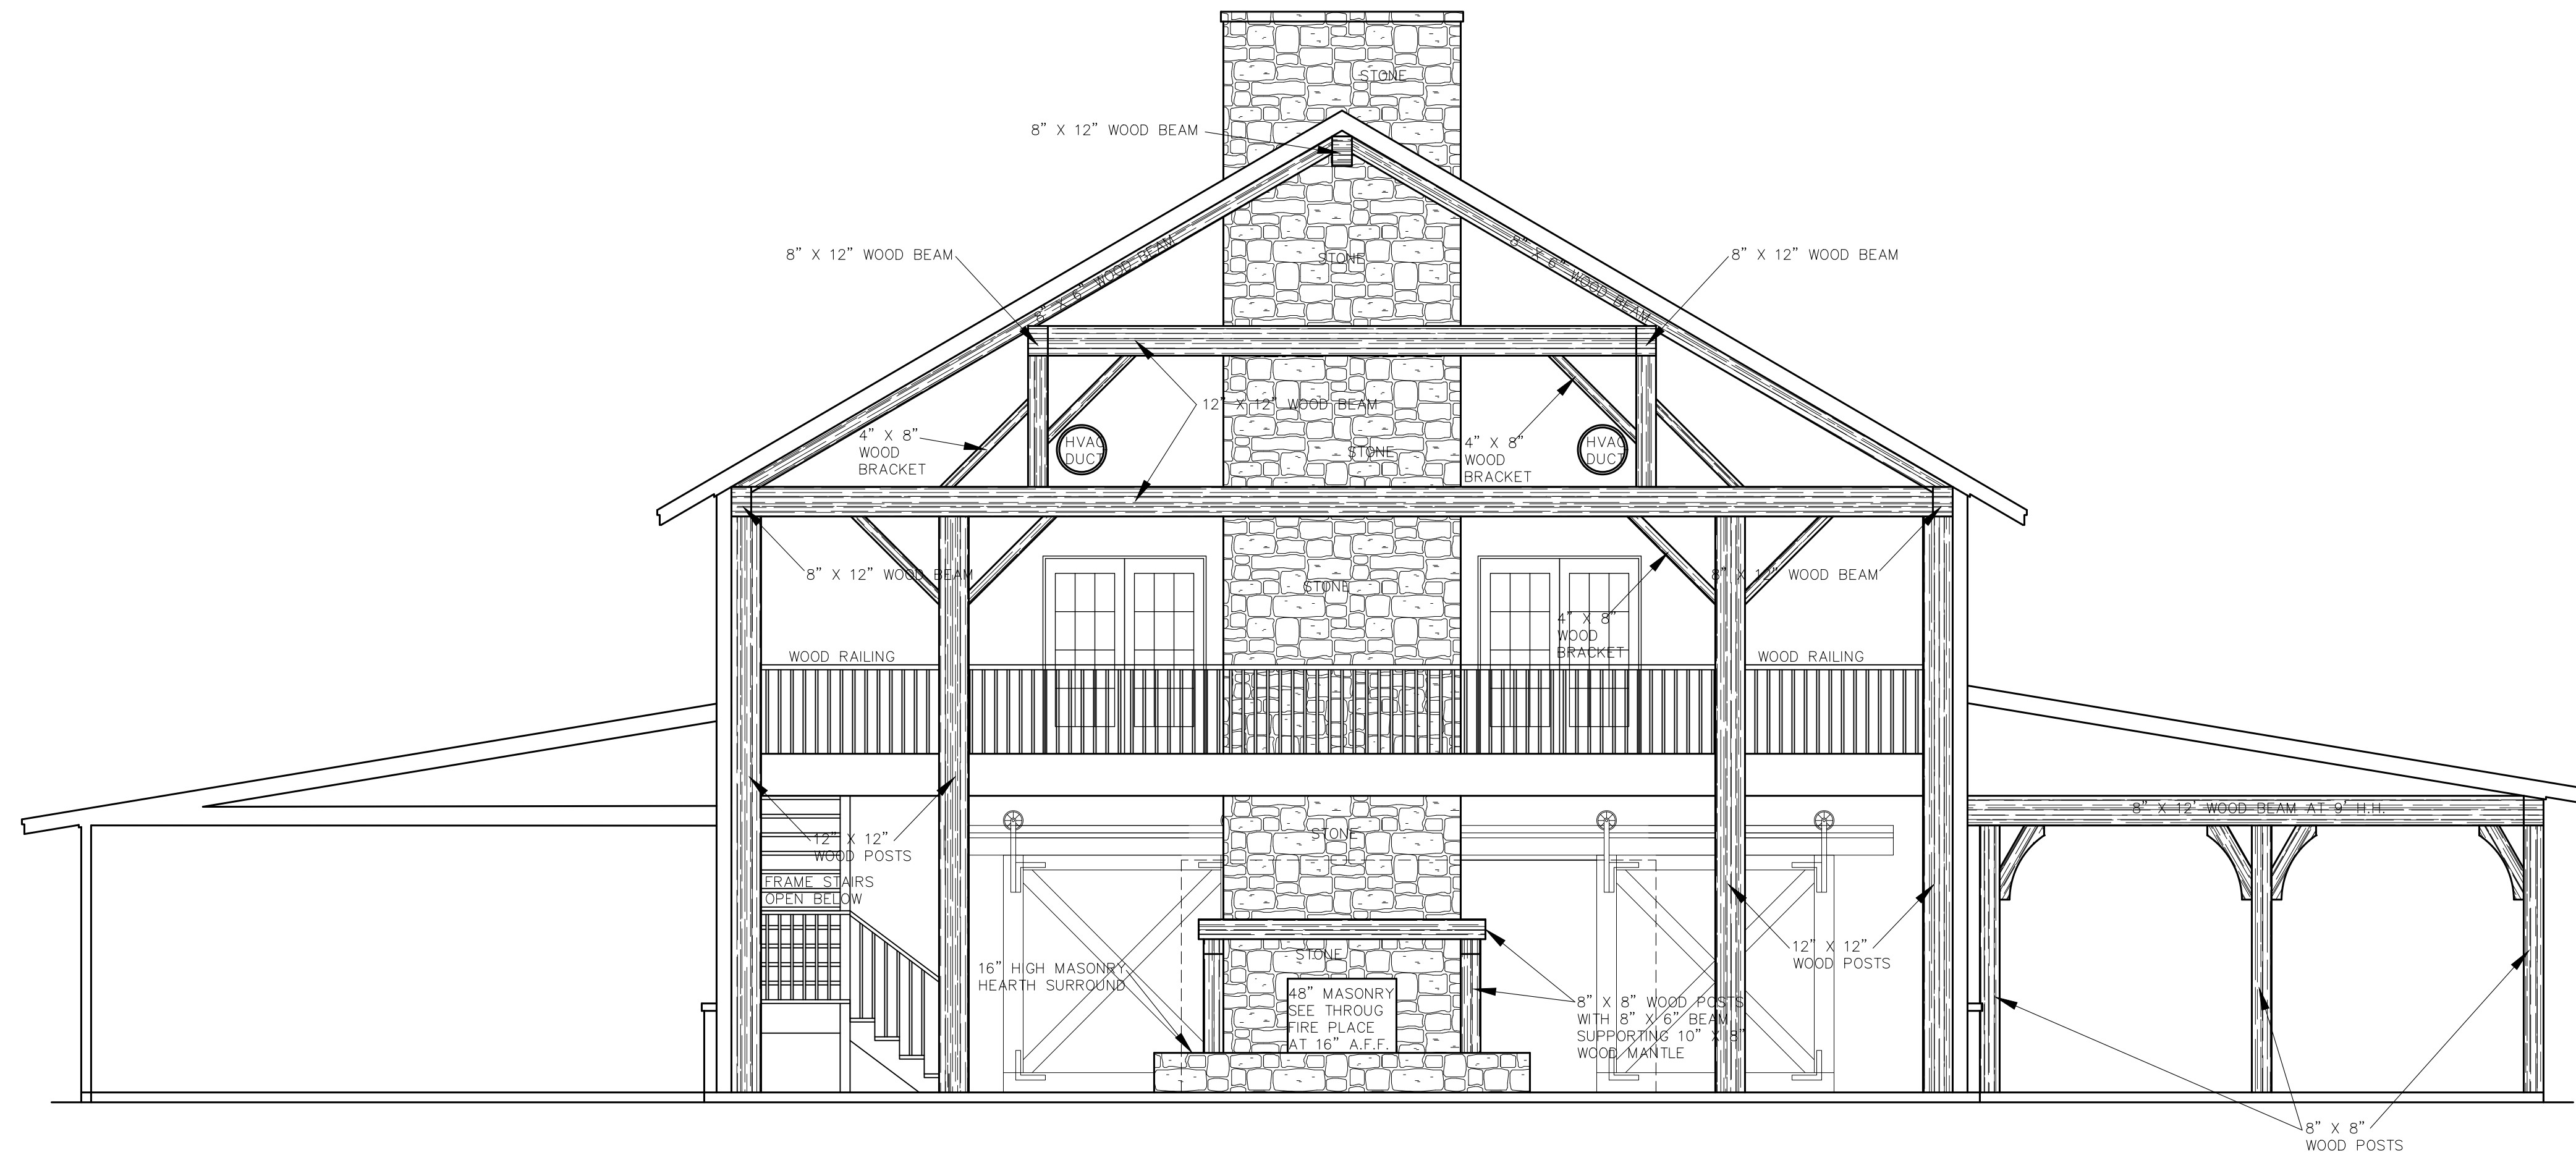 STONE
8” X 12” WOOD BEAM
8” X 12” WOOD BEAM
8” X 6” WOOD BEAM
STONE
8” X 6” WOOD BEAM
8” X 12” WOOD BEAM
12” X 12” WOOD BEAM
4” X 8”
WOOD
BRACKET
HVAC
DUCT
STONE
4” X 8”
WOOD
BRACKET
HVAC
DUCT
8” X 12” WOOD BEAM
STONE
8” X 12” WOOD BEAM
4” X 8”
WOOD
BRACKET
WOOD RAILING
WOOD RAILING
8” X 12’ WOOD BEAM AT 9’ H.H.
12” X 12”
WOOD POSTS
STONE
FRAME STAIRS
OPEN BELOW
12” X 12”
WOOD POSTS
STONE
16” HIGH MASONRY
HEARTH SURROUND
48” MASONRY
SEE THROUG
FIRE PLACE
AT 16” A.F.F.
8” X 8” WOOD POSTS
WITH 8” X 6” BEAM
SUPPORTING 10” X 8”
WOOD MANTLE
8” X 8”
WOOD POSTS